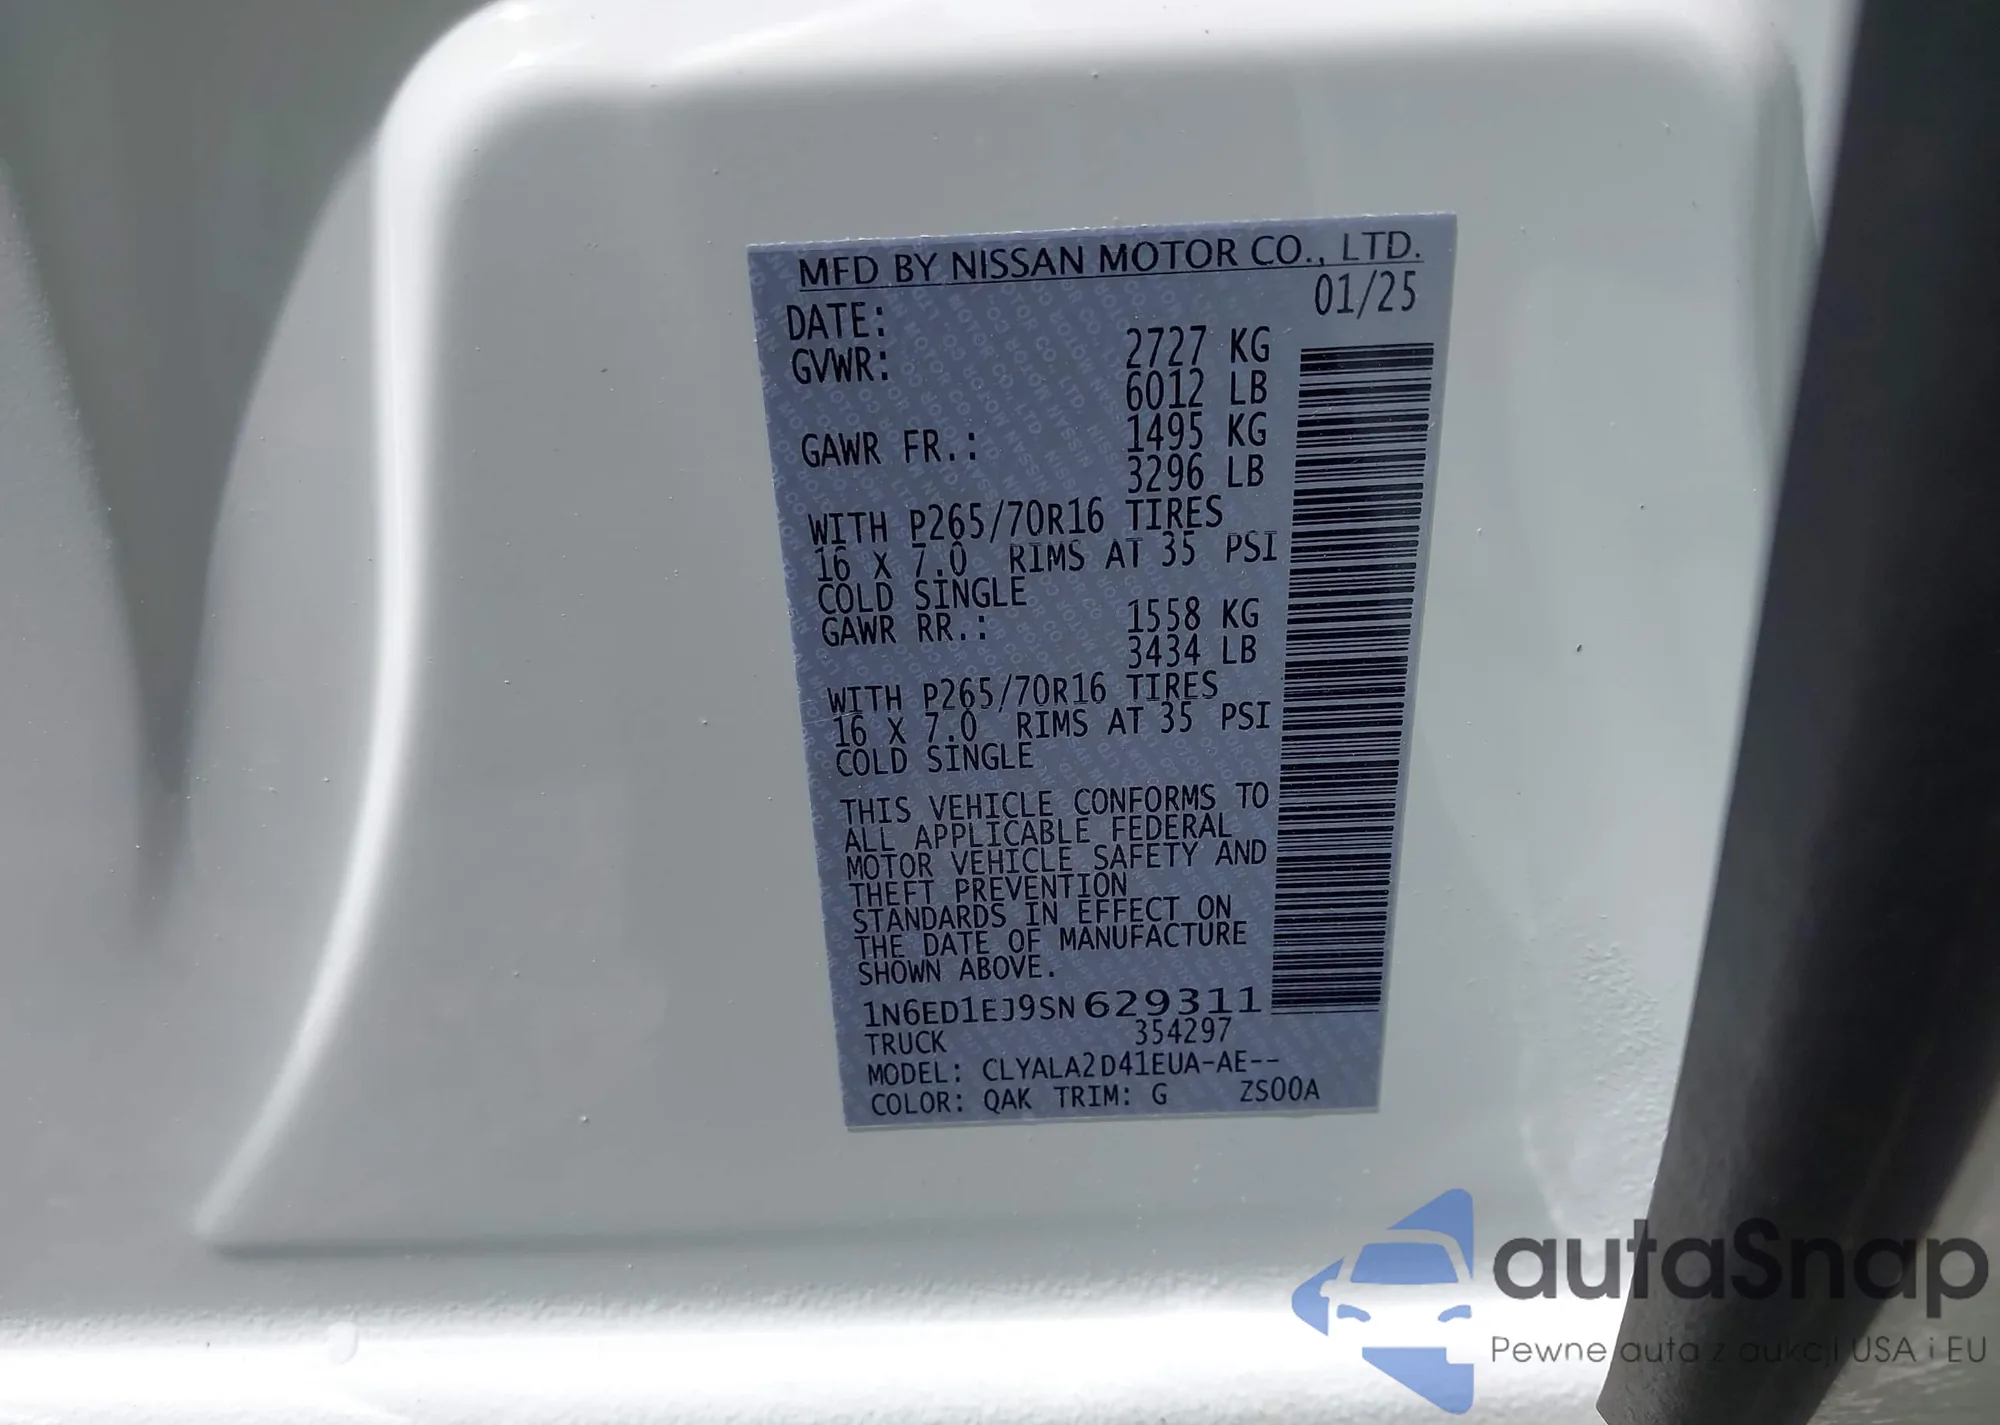 MFD BY NISSAN MOTOR CO., LTD.
DATE: 01/25
GVWR: 2727 KG
6012 LB
GAWR FR.: 1495 KG
3296 LB
WITH P265/70R16 TIRES
16 X 7.0 RIMS AT 35 PSI
COLD SINGLE
GAWR RR.: 1558 KG
3434 LB
WITH P265/70R16 TIRES
16 X 7.0 RIMS AT 35 PSI
COLD SINGLE
THIS VEHICLE CONFORMS TO
ALL APPLICABLE FEDERAL
MOTOR VEHICLE SAFETY AND
THEFT PREVENTION
STANDARDS IN EFFECT ON
THE DATE OF MANUFACTURE
SHOWN ABOVE.
1N6ED1EJ9SN629311
TRUCK 354297
MODEL: CLYALA2D41EUA-AE--
COLOR: QAK TRIM: G ZS00A
autaSnap
Pewne auta z aukcji USA i EU